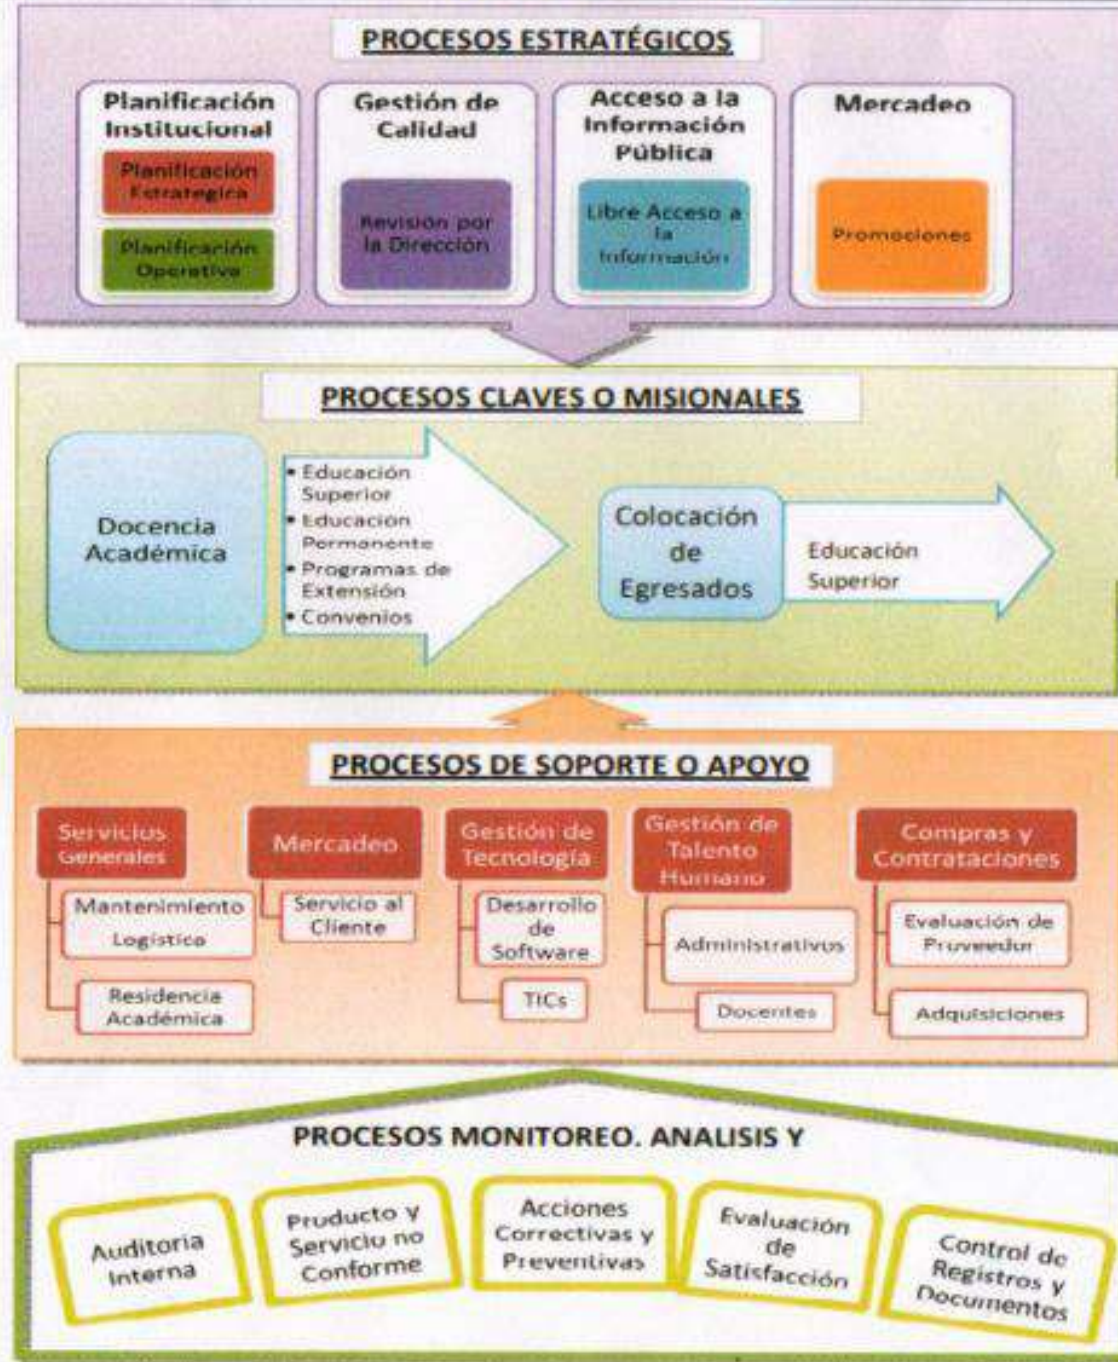 PROCESOS ESTRATÉGICOS
Planificación
Institucional
Planificación
Estrategica
Planificación
Operativa
Gestión de
Calidad
Revisión por
la Dirección
Acceso a la
Información
Pública
Libre Acceso a
la
Información
Mercadeo
Promociones
PROCESOS CLAVES O MISIONALES
Docencia
Académica
• Educación
Superior
• Educación
Permanente
• Programas de
Extensión
• Convenios
Colocación
de
Egresados
Educación
Superior
PROCESOS DE SOPORTE O APOYO
Servicios
Generales
Mantenimiento
Logística
Residencia
Académica
Mercadeo
Servicio al
Cliente
Gestión de
Tecnología
Desarrollo
de
Software
TICs
Gestión de
Talento
Humano
Administrativos
Docentes
Compras y
Contrataciones
Evaluación de
Proveedor
Adquisiciones
PROCESOS MONITOREO. ANALISIS Y
Auditoria
Interna
Producto y
Servicio no
Conforme
Acciones
Correctivas y
Preventivas
Evaluación
de
Satisfacción
Control de
Registros y
Documentos